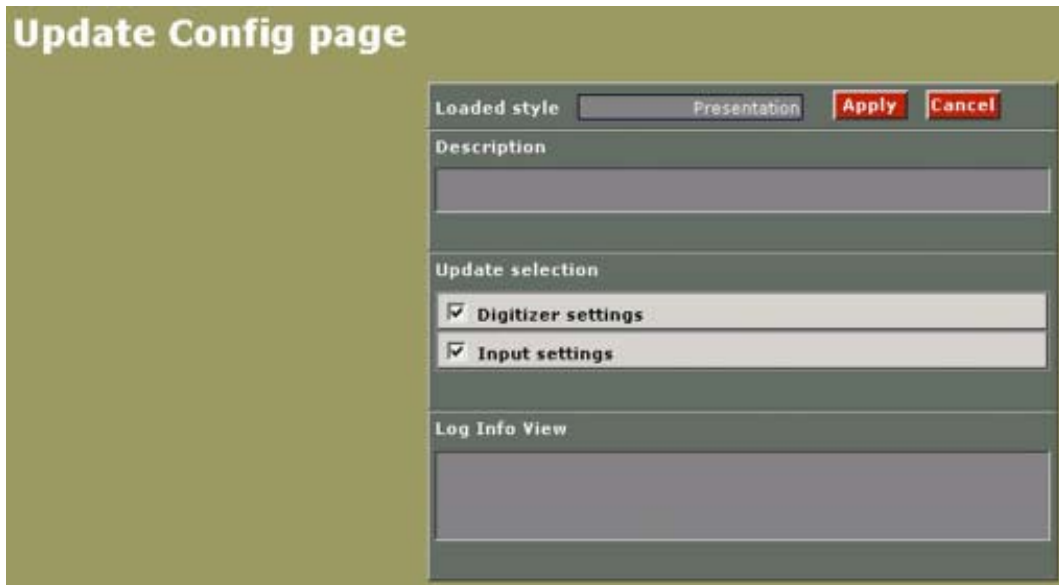 Update Config page
Loaded style Presentation Apply Cancel
Description
Update selection
Digitizer settings
Input settings
Log Info View